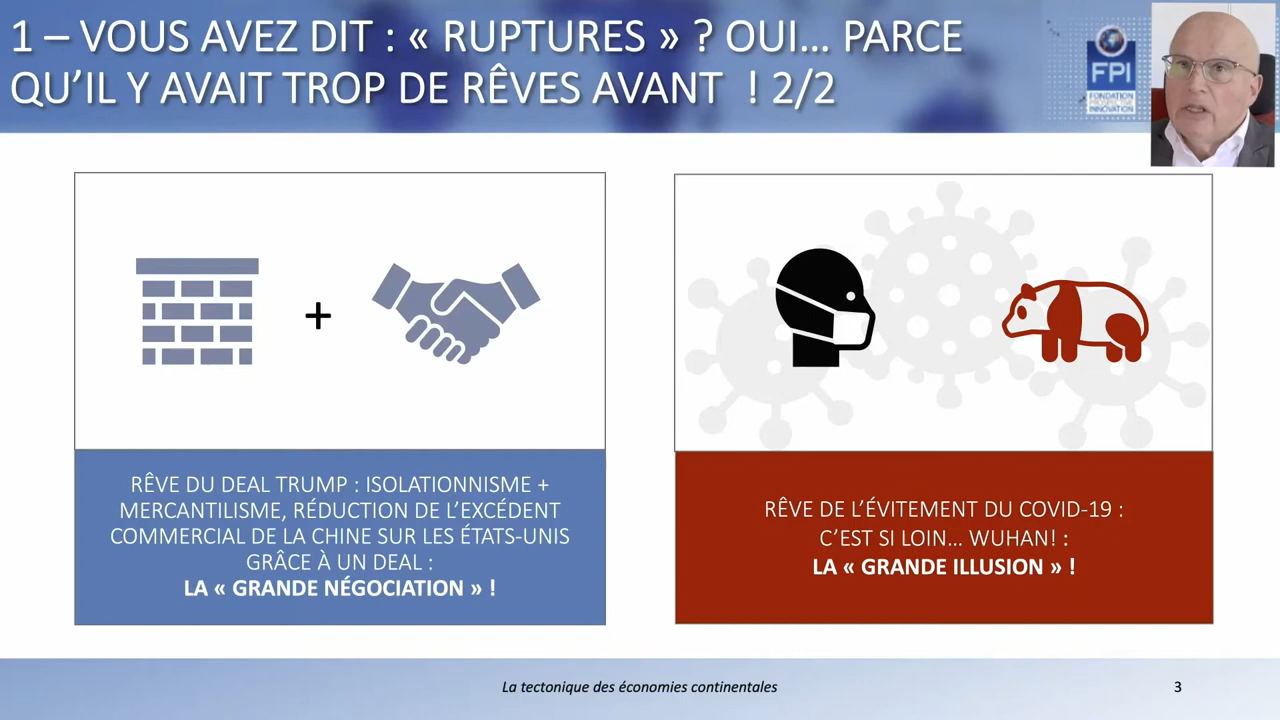 1 – VOUS AVEZ DIT : « RUPTURES » ? OUI... PARCE
QU'IL Y AVAIT TROP DE RÊVES AVANT ! 2/2
FPI
FONDATION
PROSPECTIVE
INNOVATION
+
RÊVE DU DEAL TRUMP : ISOLATIONNISME +
MERCANTILISME, RÉDUCTION DE L'EXCÉDENT
COMMERCIAL DE LA CHINE SUR LES ÉTATS-UNIS
GRÂCE À UN DEAL :
LA « GRANDE NÉGOCIATION » !
RÊVE DE L'ÉVITEMENT DU COVID-19 :
C'EST SI LOIN... WUHAN! :
LA « GRANDE ILLUSION » !
La tectonique des économies continentales
3